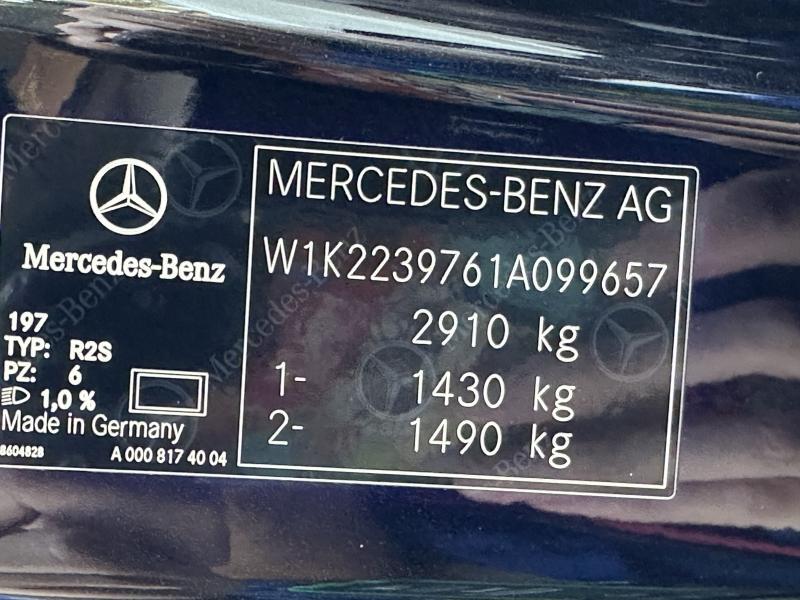 Mercedes-Benz
197
TYP: R2S
PZ: 6
1,0 %
Made in Germany
8604828
A 000 817 40 04
MERCEDES-BENZ AG
W1K2239761A099657
2910 kg
1- 1430 kg
2- 1490 kg